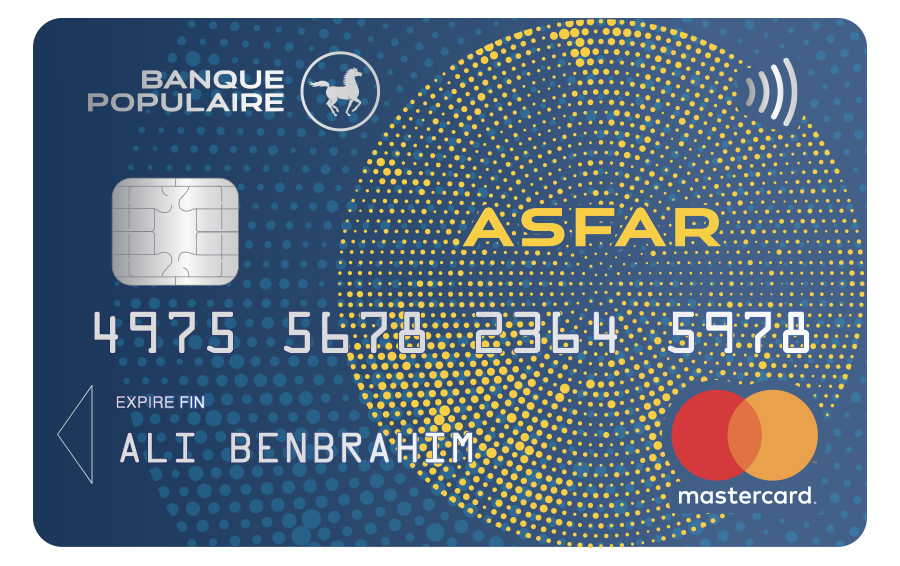 BANQUE
POPULAIRE
ASFAR
4975 5678 2364 5978
EXPIRE FIN
ALI BENBRAHIM
mastercard.